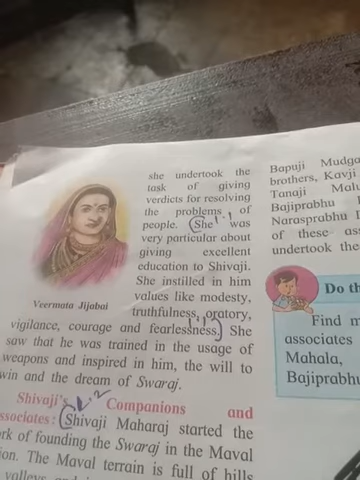 she undertook the
task of giving
verdicts for resolving
the problems of
people. She was
very particular about
giving excellent
education to Shivaji.
She instilled in him
values like modesty,
truthfulness, oratory,
Veermata Jijabai
vigilance, courage and fearlessness. She
saw that he was trained in the usage of
weapons and inspired in him, the will to
win and the dream of Swaraj.
Shivaji's Companions and
ssociates: Shivaji Maharaj started the
rk of founding the Swaraj in the Maval
ion. The Maval terrain is full of hills
valleys
Bapuji Mudga
brothers, Kavji
Tanaji
Bajiprabhu
Narasprabhu
of these as
undertook the
Do th
Find m
associates
Mahala,
Bajiprabhu